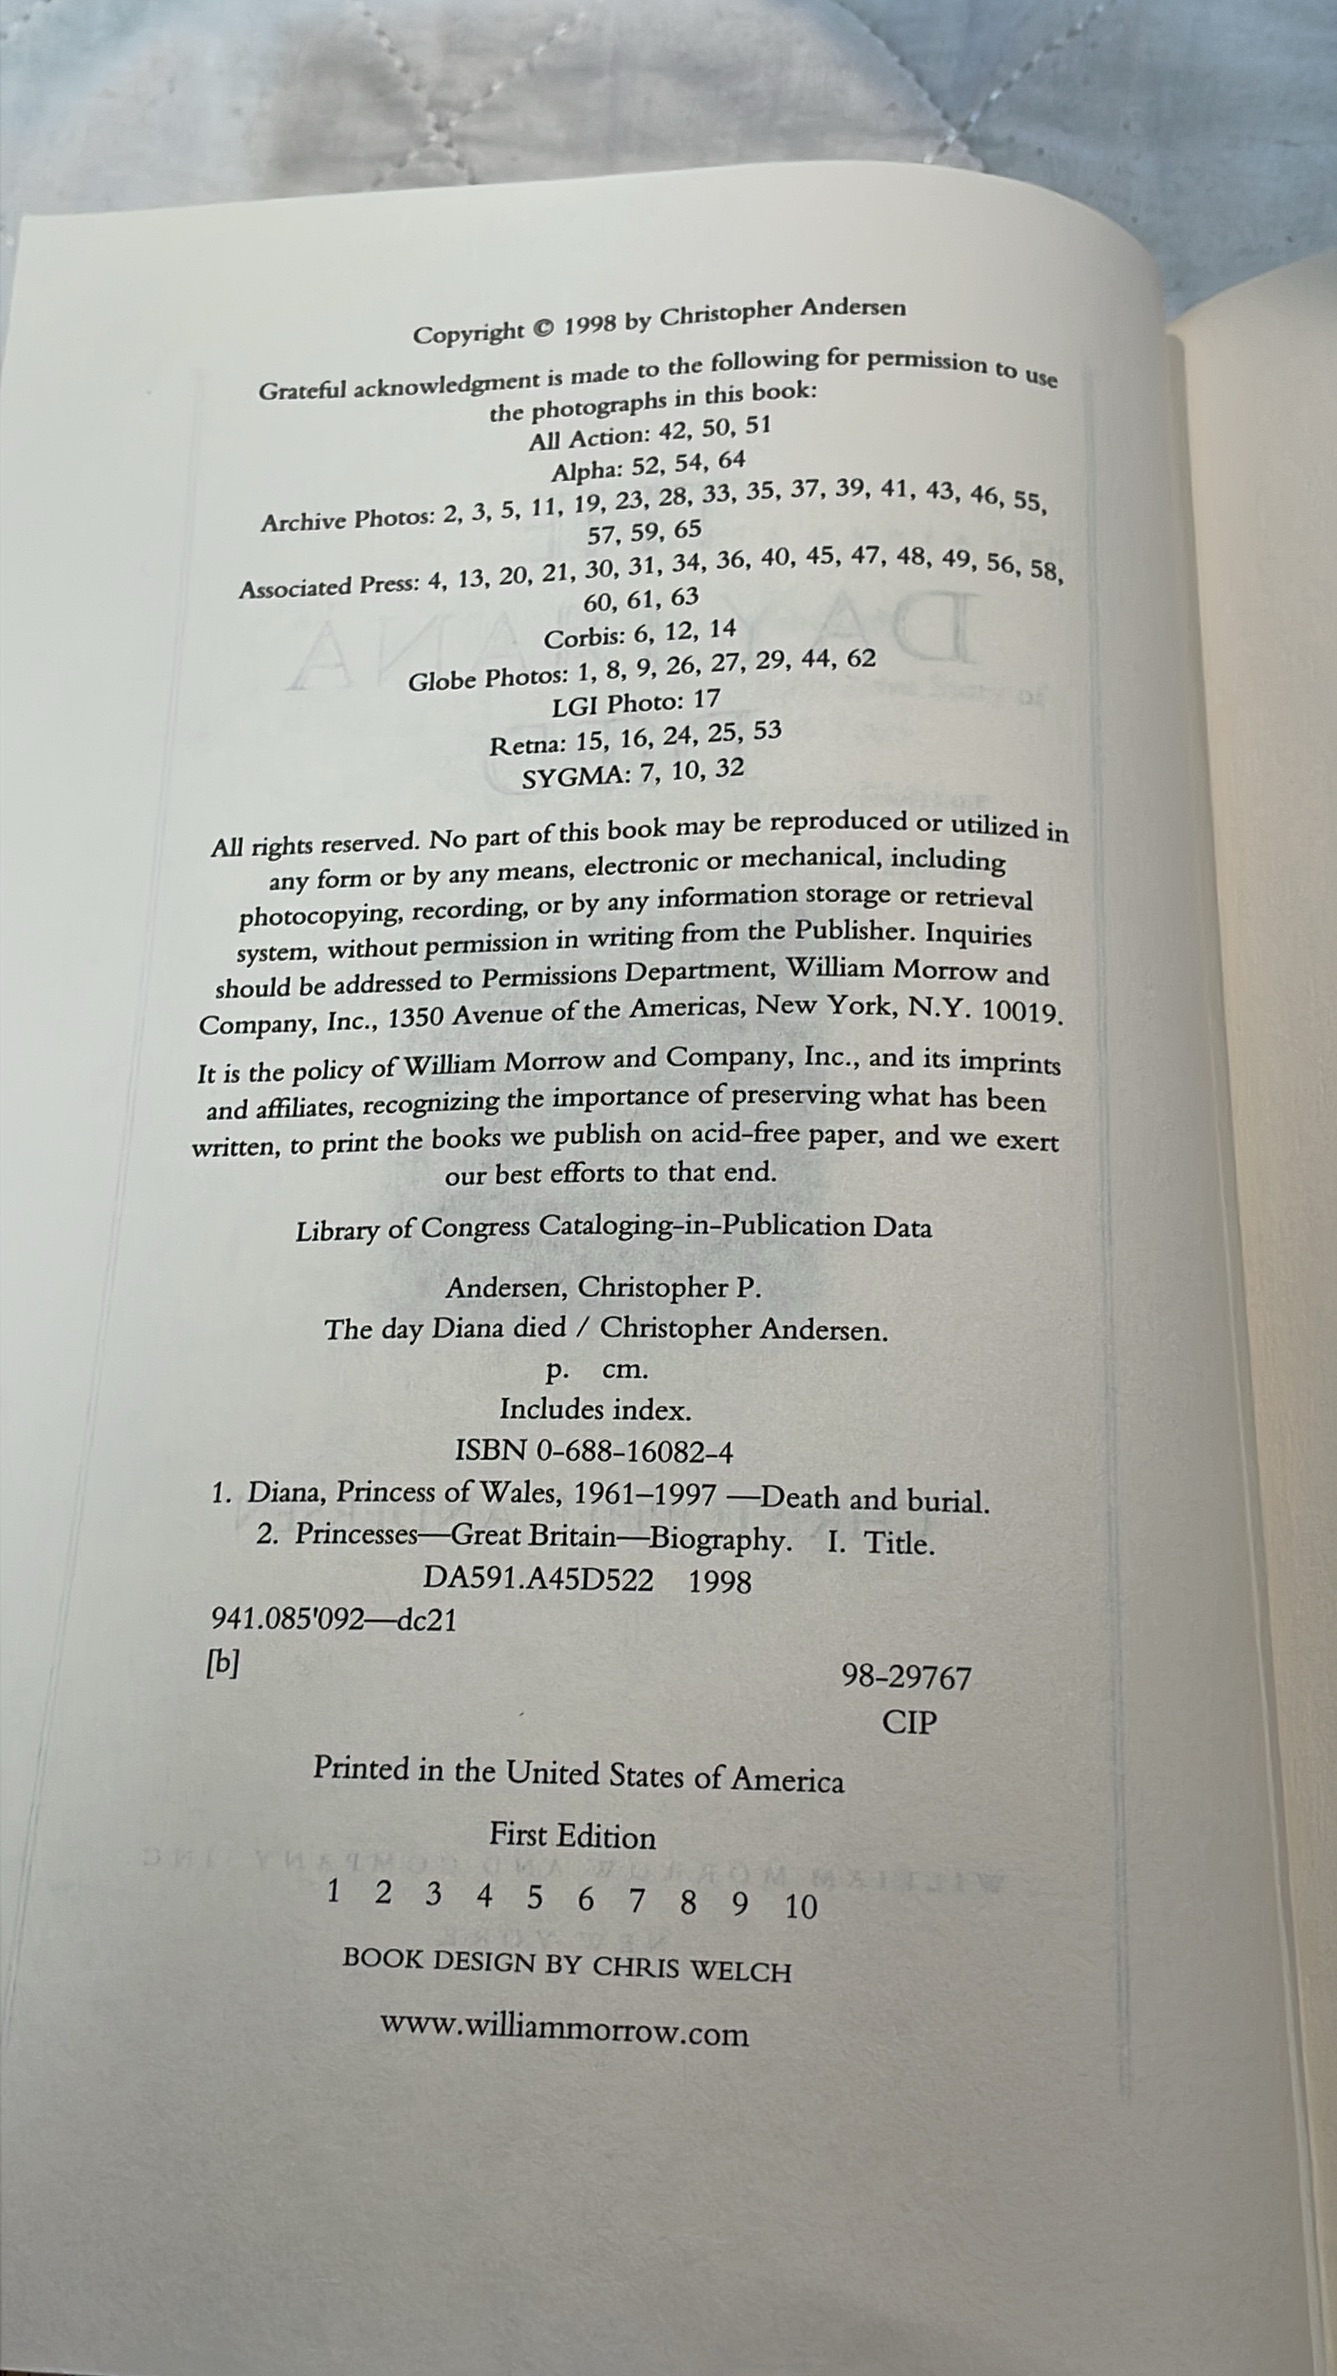 Copyright © 1998 by Christopher Andersen
Grateful acknowledgment is made to the following for permission to use
the photographs in this book:
All Action: 42, 50, 51
Alpha: 52, 54, 64
Archive Photos: 2, 3, 5, 11, 19, 23, 28, 33, 35, 37, 39, 41, 43, 46, 55,
57, 59, 65
Associated Press: 4, 13, 20, 21, 30, 31, 34, 36, 40, 45, 47, 48, 49, 56, 58,
60, 61, 63
Corbis: 6, 12, 14
Globe Photos: 1, 8, 9, 26, 27, 29, 44, 62
LGI Photo: 17
Retna: 15, 16, 24, 25, 53
SYGMA: 7, 10, 32
All rights reserved. No part of this book may be reproduced or utilized in
any form or by any means, electronic or mechanical, including
photocopying, recording, or by any information storage or retrieval
system, without permission in writing from the Publisher. Inquiries
should be addressed to Permissions Department, William Morrow and
Company, Inc., 1350 Avenue of the Americas, New York, N.Y. 10019.
It is the policy of William Morrow and Company, Inc., and its imprints
and affiliates, recognizing the importance of preserving what has been
written, to print the books we publish on acid-free paper, and we exert
our best efforts to that end.
Library of Congress Cataloging-in-Publication Data
Andersen, Christopher P.
The day Diana died / Christopher Andersen.
p. cm.
Includes index.
ISBN 0-688-16082-4
1. Diana, Princess of Wales, 1961–1997 —Death and burial.
2. Princesses—Great Britain—Biography. I. Title.
DA591.A45D522 1998
941.085'092—dc21
[b]
98-29767
CIP
Printed in the United States of America
First Edition
1 2 3 4 5 6 7 8 9 10
BOOK DESIGN BY CHRIS WELCH
www.williammorrow.com